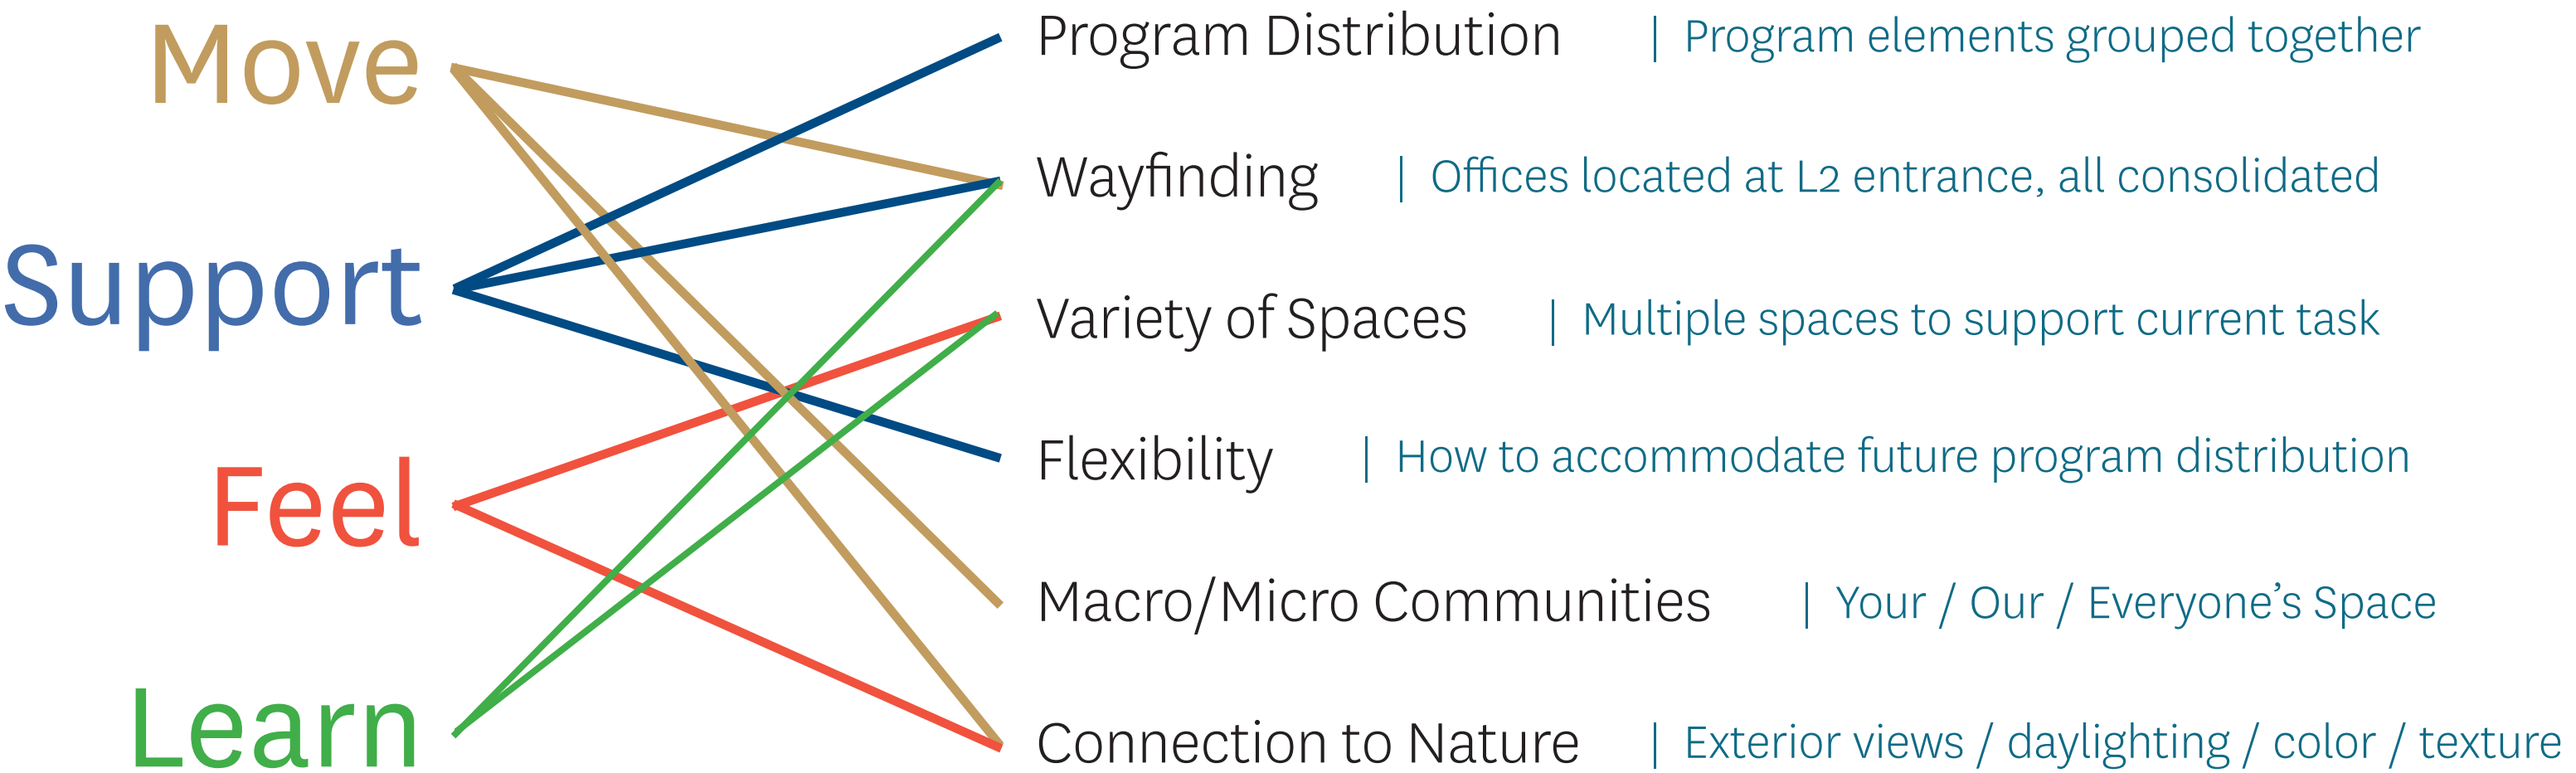 Move
Support
Feel
Learn
Program Distribution | Program elements grouped together
Wayfinding | Offices located at L2 entrance, all consolidated
Variety of Spaces | Multiple spaces to support current task
Flexibility | How to accommodate future program distribution
Macro/Micro Communities | Your / Our / Everyone’s Space
Connection to Nature | Exterior views / daylighting / color / texture